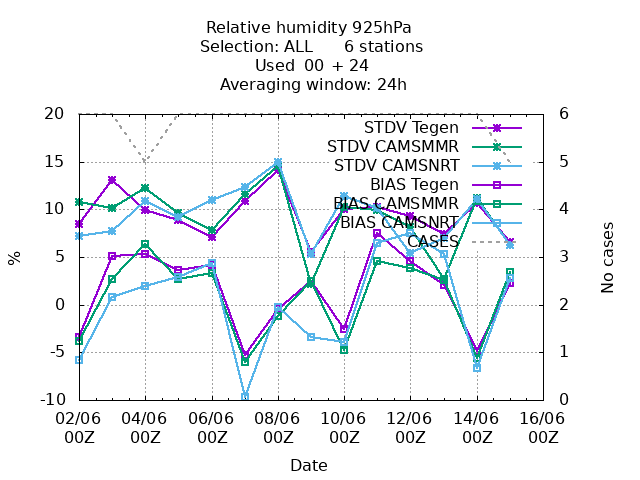 Relative humidity 925hPa
Selection: ALL 6 stations
Used 00 + 24
Averaging window: 24h
STDV Tegen
STDV CAMSMMR
STDV CAMSNRT
BIAS Tegen
BIAS CAMSMMR
BIAS CAMSNRT
CASES
20
15
10
5
0
-5
-10
%
6
5
4
3
2
1
0
No cases
02/06 04/06 06/06 08/06 10/06 12/06 14/06 16/06
00Z 00Z 00Z 00Z 00Z 00Z 00Z 00Z
Date